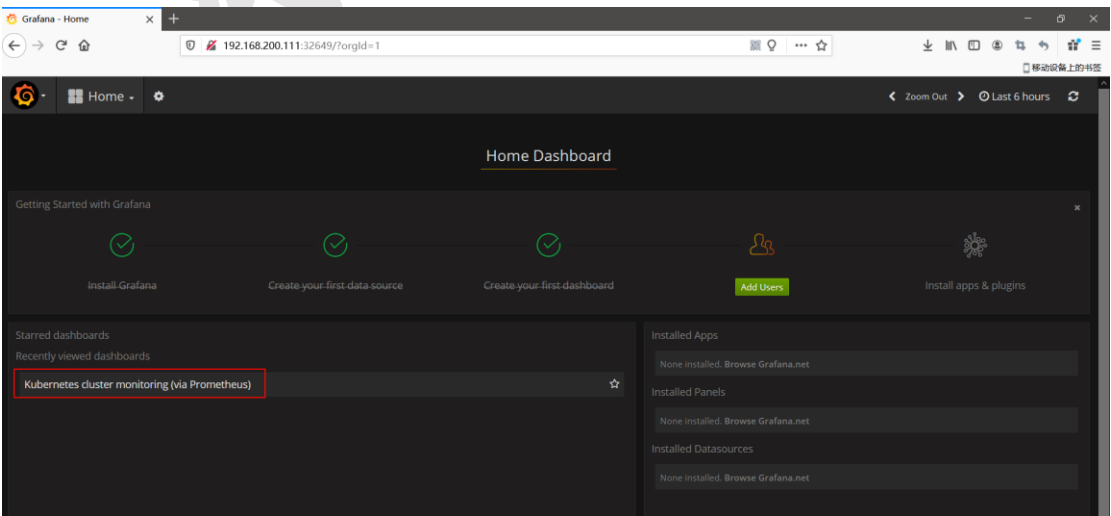 Grafana - Home
192.168.200.111:32649/?orgId=1
移动设备上的书签
Home
Zoom Out
Last 6 hours
Home Dashboard
Getting Started with Grafana
Install Grafana
Create your first data source
Create your first dashboard
Add Users
Install apps & plugins
Starred dashboards
Recently viewed dashboards
Kubernetes cluster monitoring (via Prometheus)
Installed Apps
None installed. Browse Grafana.net
Installed Panels
None installed. Browse Grafana.net
Installed Datasources
None installed. Browse Grafana.net